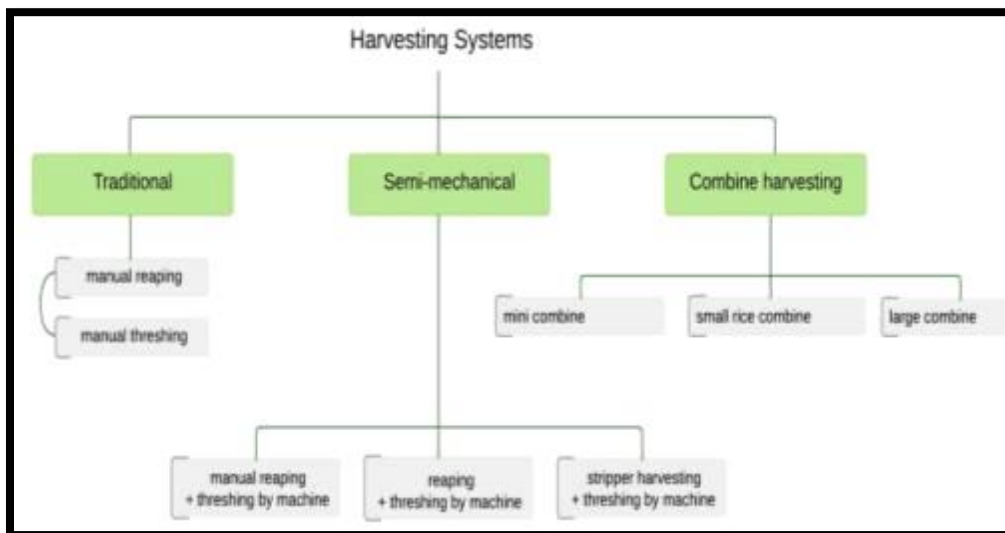 Harvesting Systems
Traditional
Semi-mechanical
Combine harvesting
manual reaping
manual threshing
mini combine
small rice combine
large combine
manual reaping
+ threshing by machine
reaping
+ threshing by machine
stripper harvesting
+ threshing by machine